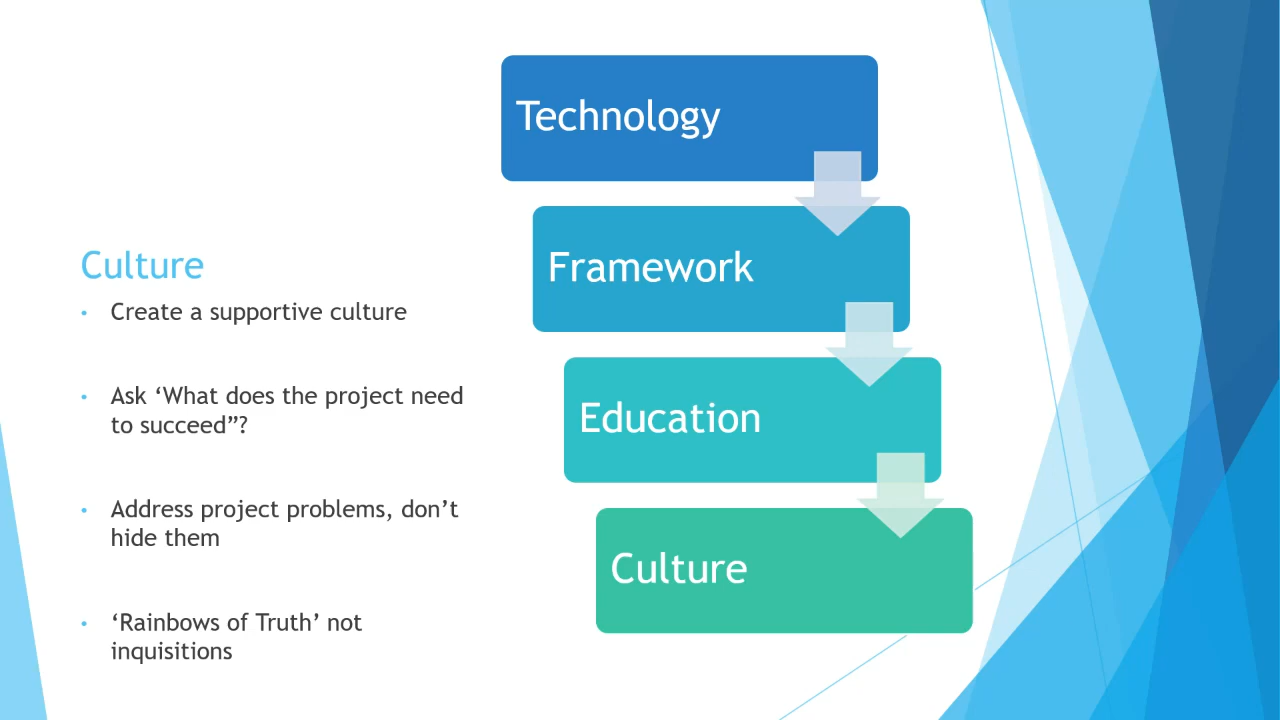 Culture
• Create a supportive culture
• Ask ‘What does the project need
to succeed”?
• Address project problems, don’t
hide them
• ‘Rainbows of Truth’ not
inquisitions
Technology
Framework
Education
Culture